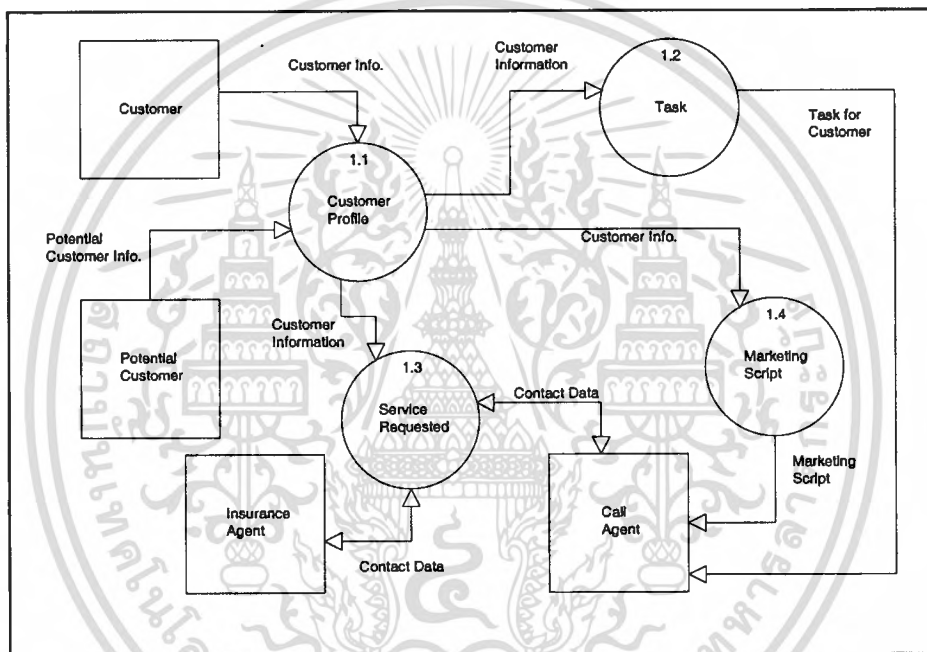 Customer
Customer Info.
Customer
Information
1.2
Task
Task for
Customer
1.1
Customer
Profile
Potential
Customer Info.
Customer Info.
Potential
Customer
Customer
Information
1.3
Service
Requested
Contact Data
1.4
Marketing
Script
Marketing
Script
Insurance
Agent
Contact Data
Call
Agent